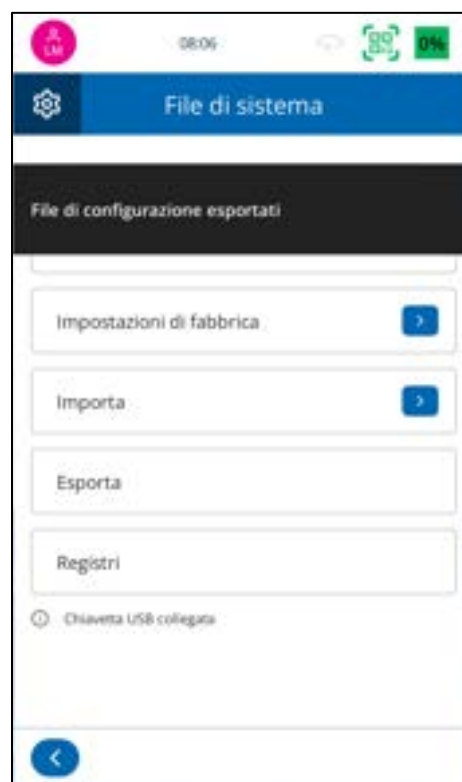 LM
08:06
0%
File di sistema
File di configurazione esportati
Impostazioni di fabbrica
Importa
Esporta
Registri
Chiavetta USB collegata